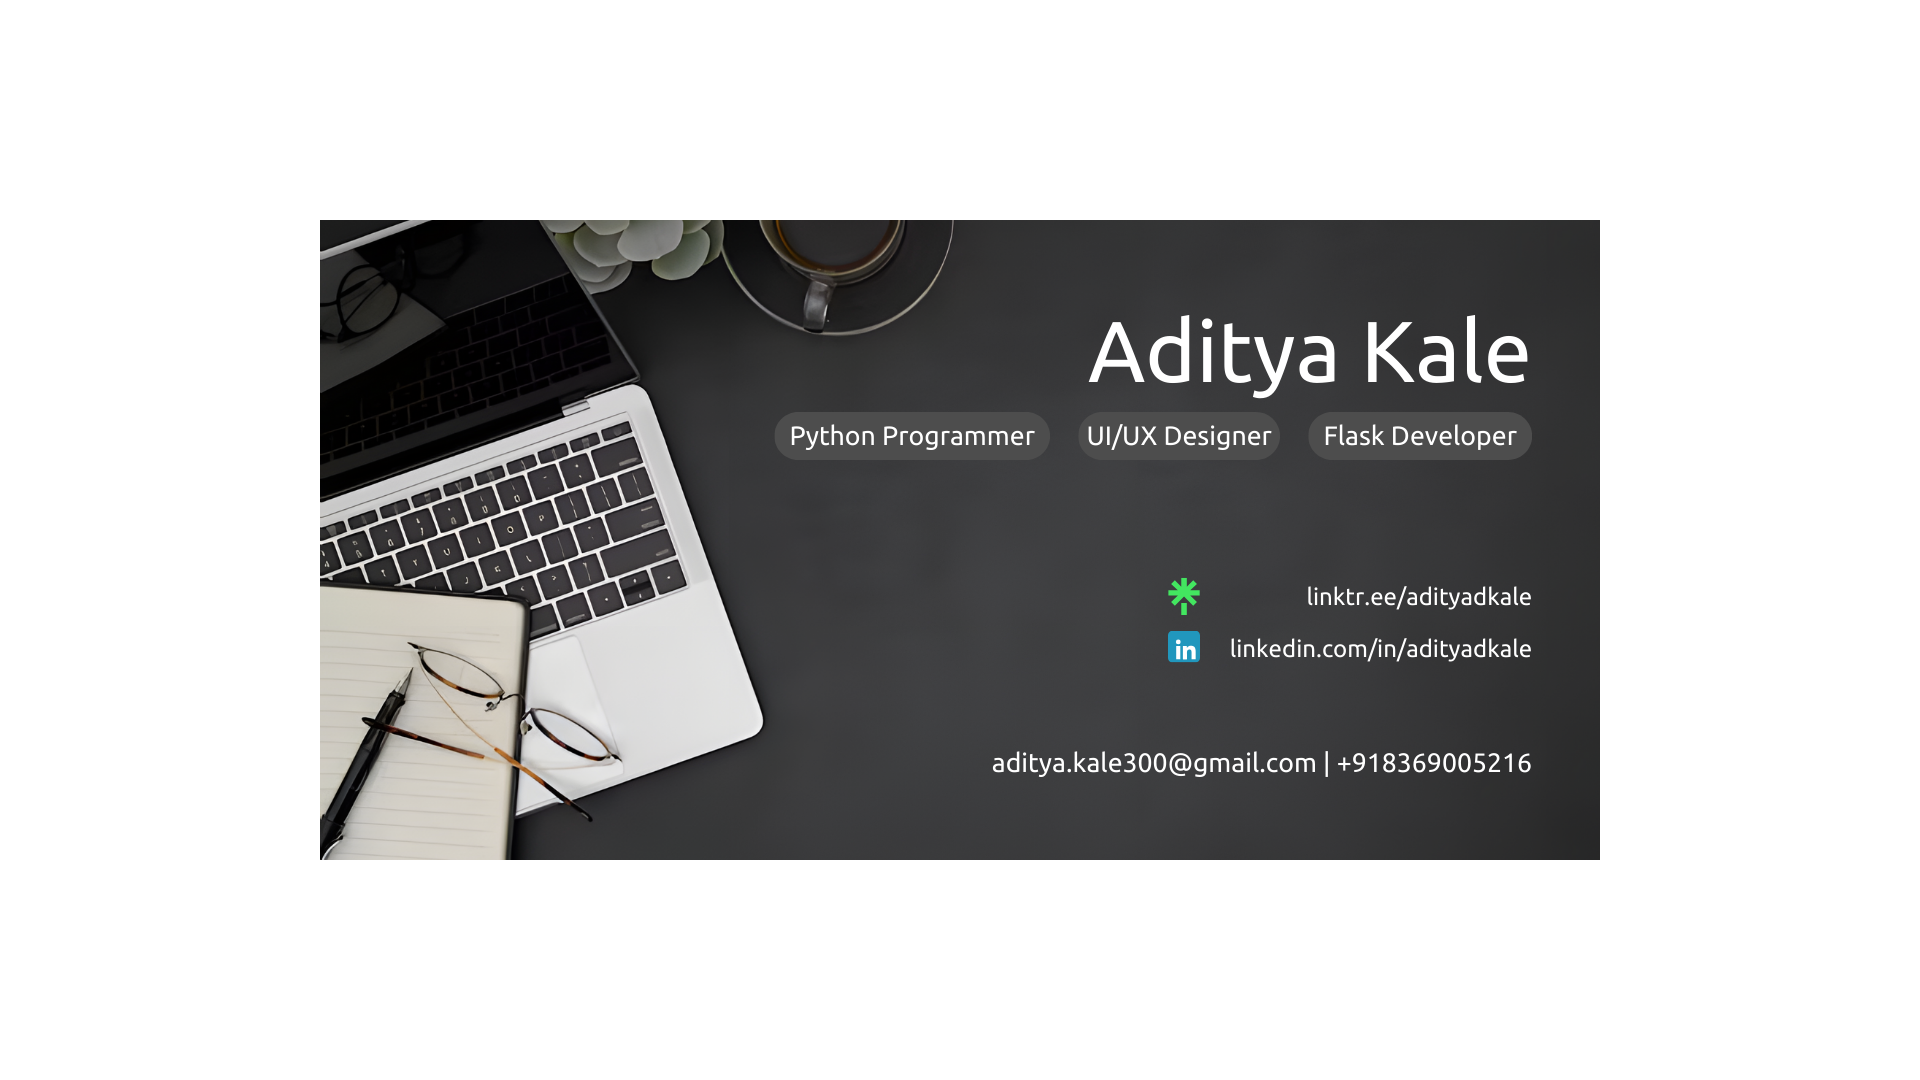 Aditya Kale
Python Programmer UI/UX Designer Flask Developer
linktr.ee/adityadkale
in linkedin.com/in/adityadkale
aditya.kale300@gmail.com | +918369005216